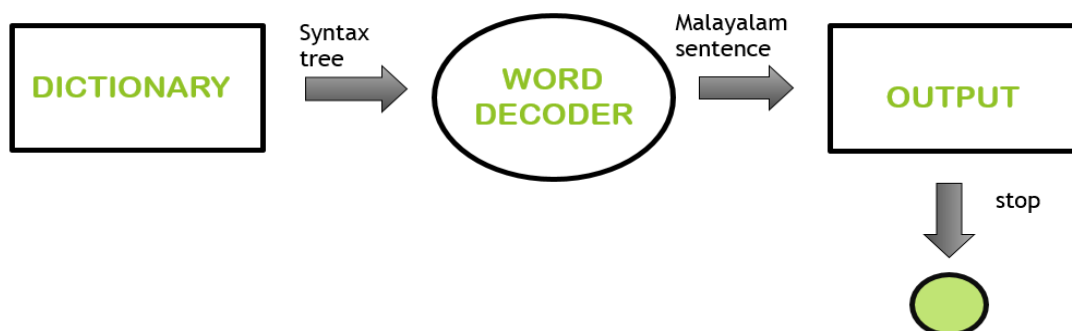 DICTIONARY
Syntax
tree
WORD
DECODER
Malayalam
sentence
OUTPUT
stop